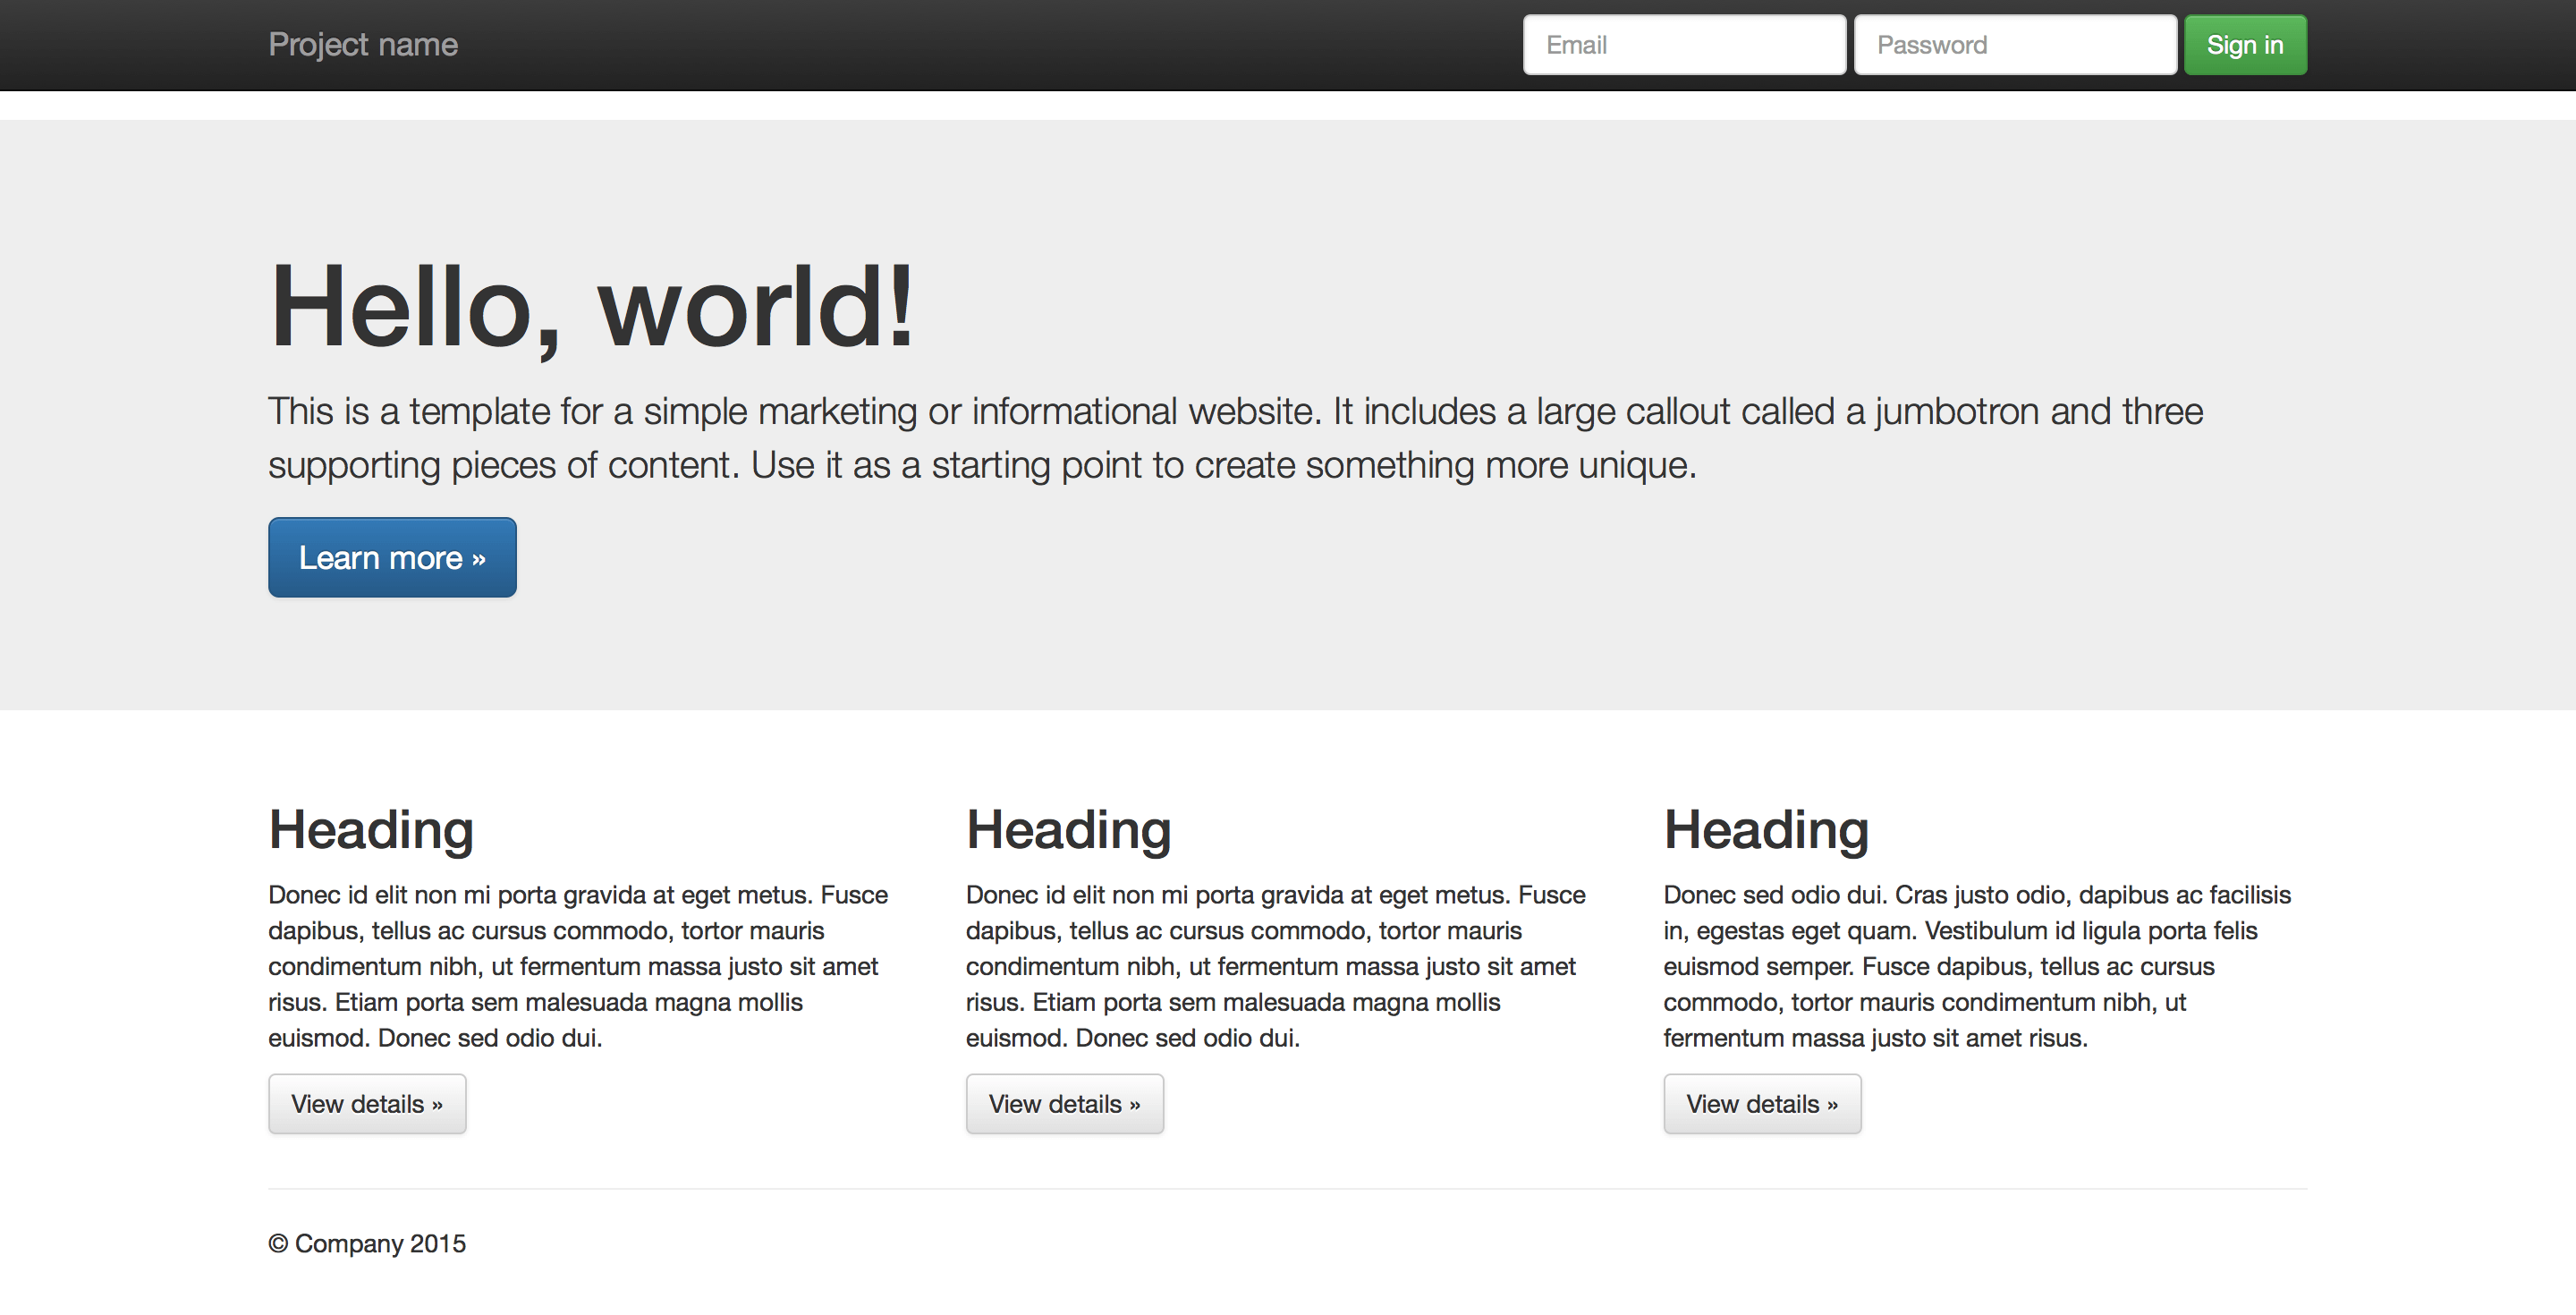 Project name
Email
Password
Sign in
Hello, world!
This is a template for a simple marketing or informational website. It includes a large callout called a jumbotron and three
supporting pieces of content. Use it as a starting point to create something more unique.
Learn more »
Heading
Donec id elit non mi porta gravida at eget metus. Fusce
dapibus, tellus ac cursus commodo, tortor mauris
condimentum nibh, ut fermentum massa justo sit amet
risus. Etiam porta sem malesuada magna mollis
euismod. Donec sed odio dui.
View details »
Heading
Donec id elit non mi porta gravida at eget metus. Fusce
dapibus, tellus ac cursus commodo, tortor mauris
condimentum nibh, ut fermentum massa justo sit amet
risus. Etiam porta sem malesuada magna mollis
euismod. Donec sed odio dui.
View details »
Heading
Donec sed odio dui. Cras justo odio, dapibus ac facilisis
in, egestas eget quam. Vestibulum id ligula porta felis
euismod semper. Fusce dapibus, tellus ac cursus
commodo, tortor mauris condimentum nibh, ut
fermentum massa justo sit amet risus.
View details »
© Company 2015